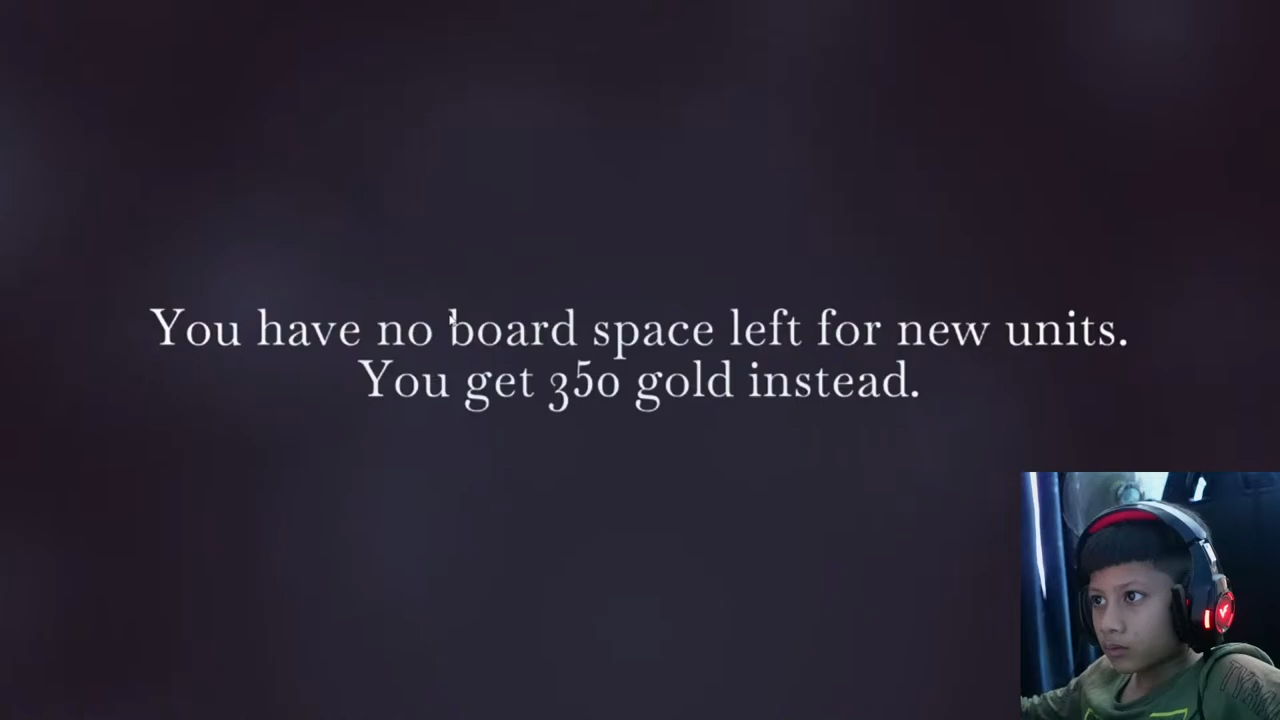 You have no board space left for new units.
You get 350 gold instead.